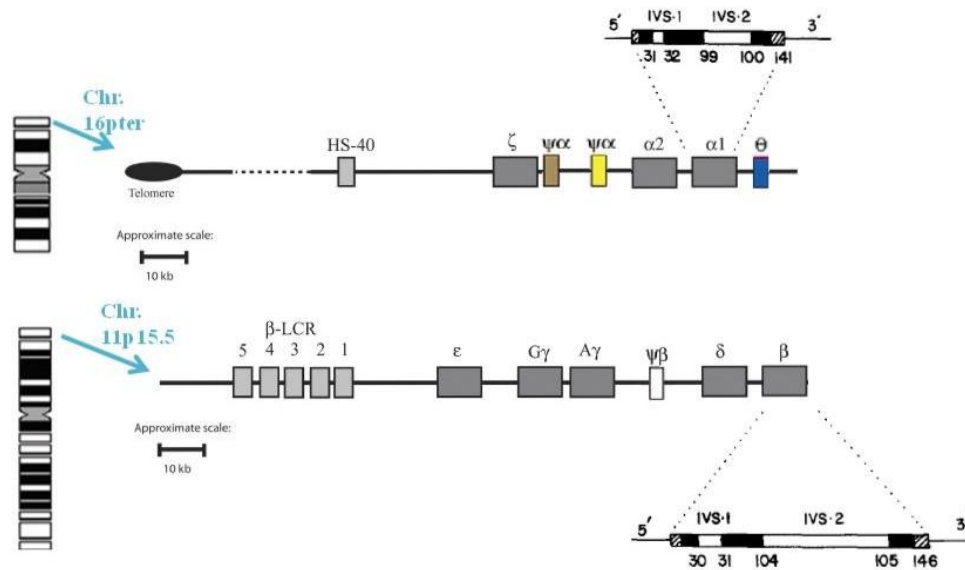 5' IVS-1 IVS-2 3'
31 32 99 100 141
Chr.
16pter
HS-40 ζ ψα ψα α2 α1 Θ
Telomere
Approximate scale:
10 kb
Chr.
11p15.5
β-LCR
5 4 3 2 1 ε Gγ Aγ ψβ δ β
Approximate scale:
10 kb
5' IVS-1 IVS-2 3'
30 31 104 105 146